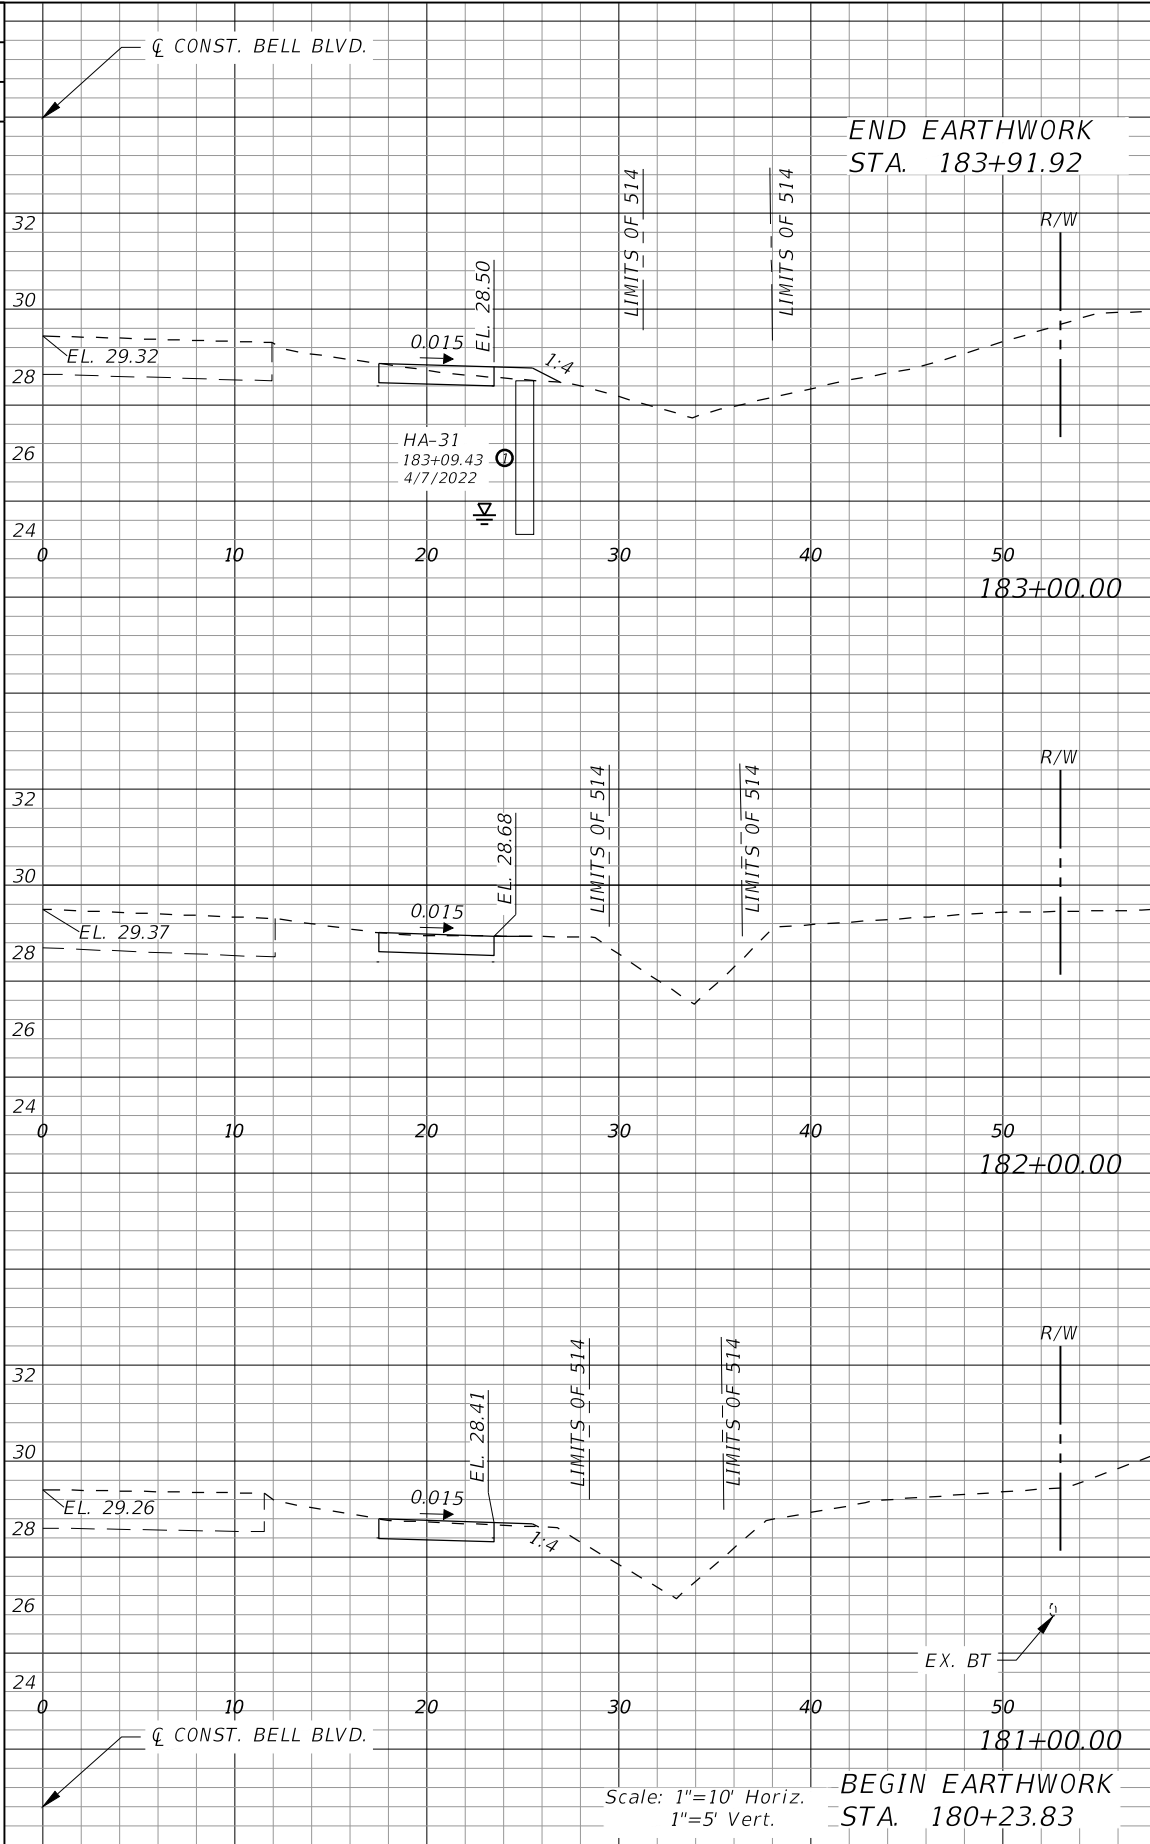 ℄ CONST. BELL BLVD.
END EARTHWORK
STA. 183+91.92
LIMITS OF 514
LIMITS OF 514
R/W
32
30
28
26
24
EL. 28.50
0.015
1:4
EL. 29.32
HA-31
183+09.43
4/7/2022
1
0 10 20 30 40 50
183+00.00
R/W
LIMITS OF 514
LIMITS OF 514
32
30
28
26
24
EL. 28.68
0.015
EL. 29.37
0 10 20 30 40 50
182+00.00
R/W
LIMITS OF 514
LIMITS OF 514
32
30
28
26
24
EL. 28.41
0.015
1:4
EL. 29.26
EX. BT
0 10 20 30 40 50
181+00.00
℄ CONST. BELL BLVD.
Scale: 1"=10' Horiz.
1"=5' Vert.
BEGIN EARTHWORK
STA. 180+23.83